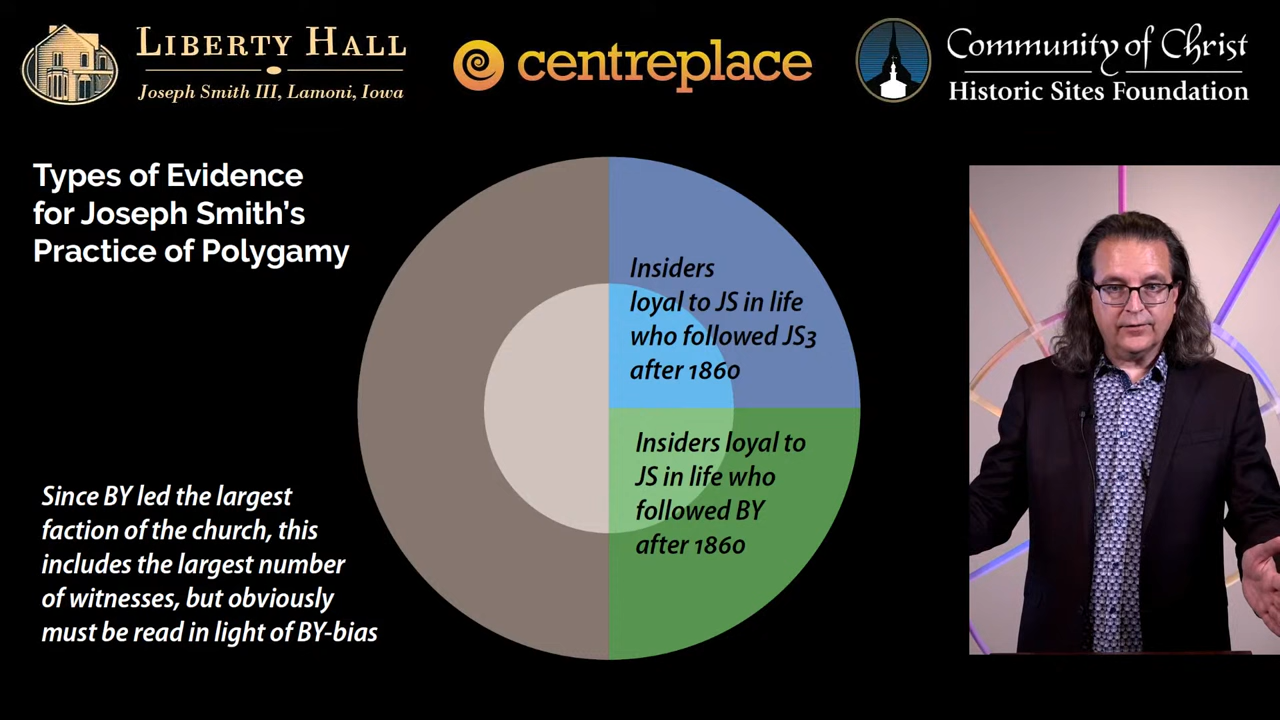 LIBERTY HALL
Joseph Smith III, Lamoni, Iowa
centreplace
Community of Christ
Historic Sites Foundation
Types of Evidence
for Joseph Smith’s
Practice of Polygamy
Insiders
loyal to JS in life
who followed JS3
after 1860
Insiders loyal to
JS in life who
followed BY
after 1860
Since BY led the largest
faction of the church, this
includes the largest number
of witnesses, but obviously
must be read in light of BY-bias